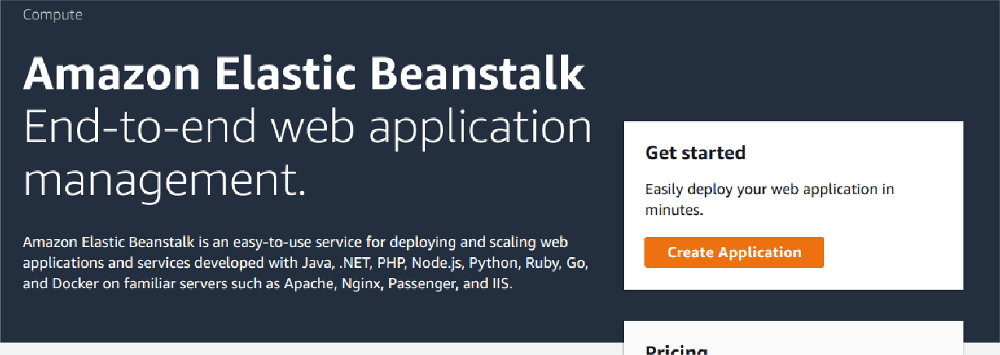 Compute
Amazon Elastic Beanstalk
End-to-end web application
management.
Amazon Elastic Beanstalk is an easy-to-use service for deploying and scaling web
applications and services developed with Java, .NET, PHP, Node.js, Python, Ruby, Go,
and Docker on familiar servers such as Apache, Nginx, Passenger, and IIS.
Get started
Easily deploy your web application in
minutes.
Create Application
Pricing